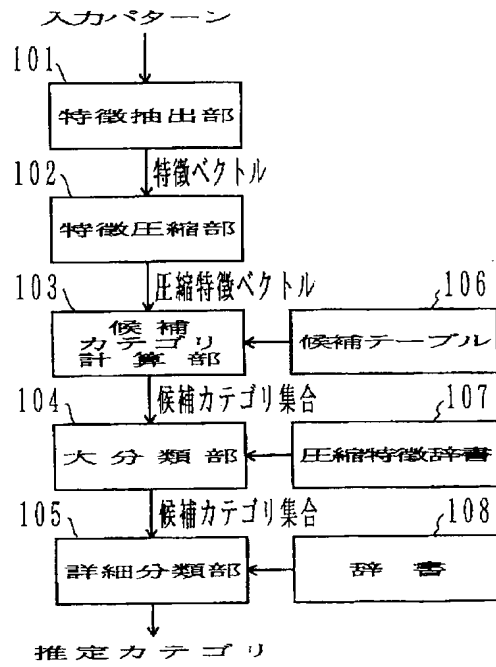 入力パターン
101
特徴抽出部
特徴ベクトル
102
特徴圧縮部
圧縮特徴ベクトル
103
候補
カテゴリ
計算部
106
候補テーブル
候補カテゴリ集合
104
大分類部
107
圧縮特徴辞書
候補カテゴリ集合
105
詳細分類部
108
辞書
推定カテゴリ